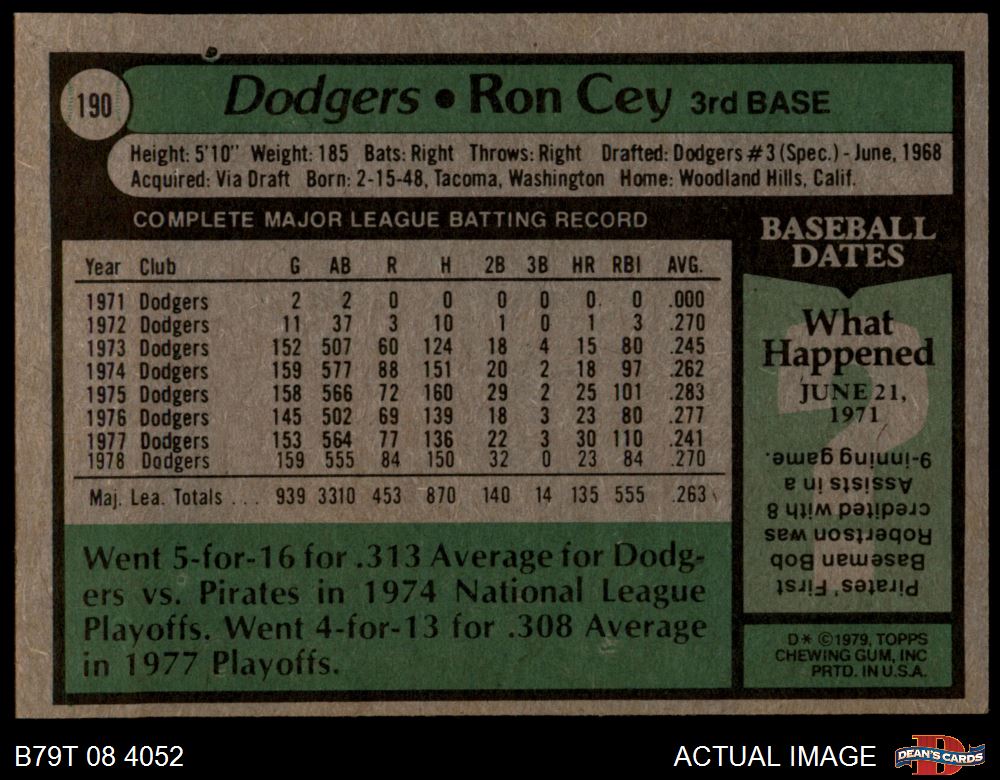 190
Dodgers • Ron Cey 3rd BASE
Height: 5'10" Weight: 185 Bats: Right Throws: Right Drafted: Dodgers #3 (Spec.) - June, 1968
Acquired: Via Draft Born: 2-15-48, Tacoma, Washington Home: Woodland Hills, Calif.
COMPLETE MAJOR LEAGUE BATTING RECORD
Year Club G AB R H 2B 3B HR RBI AVG.
1971 Dodgers 2 2 0 0 0 0 0 0 .000
1972 Dodgers 11 37 3 10 1 0 1 3 .270
1973 Dodgers 152 507 60 124 18 4 15 80 .245
1974 Dodgers 159 577 88 151 20 2 18 97 .262
1975 Dodgers 158 566 72 160 29 2 25 101 .283
1976 Dodgers 145 502 69 139 18 3 23 80 .277
1977 Dodgers 153 564 77 136 22 3 30 110 .241
1978 Dodgers 159 555 84 150 32 0 23 84 .270
Maj. Lea. Totals . . . 939 3310 453 870 140 14 135 555 .263
Went 5-for-16 for .313 Average for Dodg-
ers vs. Pirates in 1974 National League
Playoffs. Went 4-for-13 for .308 Average
in 1977 Playoffs.
BASEBALL
DATES
What
Happened
JUNE 21,
1971
Pirates' First
Baseman Bob
Robertson was
credited with 8
Assists in a
9-inning game.
D* ©1979, TOPPS
CHEWING GUM, INC
PRTD. IN U.S.A.
B79T 08 4052
ACTUAL IMAGE
D
DEAN'S CARDS